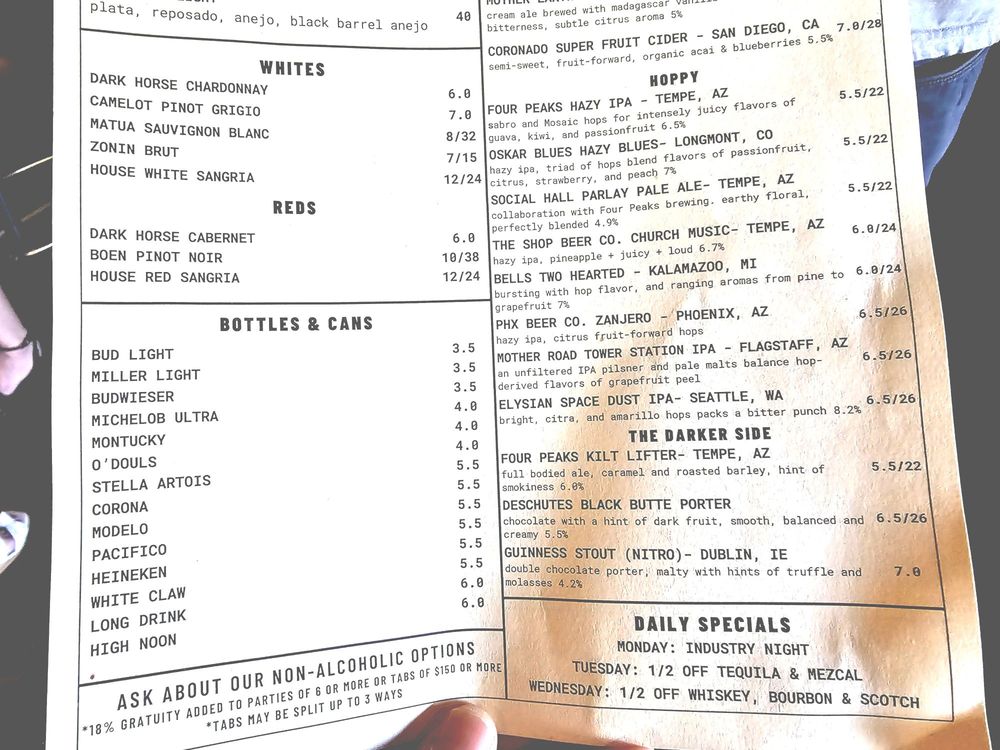 plata, reposado, anejo, black barrel anejo 40
WHITES
DARK HORSE CHARDONNAY 6.0
CAMELOT PINOT GRIGIO 7.0
MATUA SAUVIGNON BLANC 8/32
ZONIN BRUT 7/15
HOUSE WHITE SANGRIA 12/24
REDS
DARK HORSE CABERNET 6.0
BOEN PINOT NOIR 10/38
HOUSE RED SANGRIA 12/24
BOTTLES & CANS
BUD LIGHT 3.5
MILLER LIGHT 3.5
BUDWIESER 3.5
MICHELOB ULTRA 4.0
MONTUCKY 4.0
O'DOULS 4.0
STELLA ARTOIS 5.5
CORONA 5.5
MODELO 5.5
PACIFICO 5.5
HEINEKEN 5.5
WHITE CLAW 5.5
LONG DRINK 6.0
HIGH NOON 6.0
ASK ABOUT OUR NON-ALCOHOLIC OPTIONS
*18% GRATUITY ADDED TO PARTIES OF 6 OR MORE OR TABS OF $150 OR MORE
*TABS MAY BE SPLIT UP TO 3 WAYS
cream ale brewed with madagascar vanilla
bitterness, subtle citrus aroma 5%
CORONADO SUPER FRUIT CIDER - SAN DIEGO, CA 7.0/28
semi-sweet, fruit-forward, organic acai & blueberries 5.5%
HOPPY
FOUR PEAKS HAZY IPA - TEMPE, AZ 5.5/22
sabro and Mosaic hops for intensely juicy flavors of
guava, kiwi, and passionfruit 6.5%
OSKAR BLUES HAZY BLUES- LONGMONT, CO 5.5/22
hazy ipa, triad of hops blend flavors of passionfruit,
citrus, strawberry, and peach 7%
SOCIAL HALL PARLAY PALE ALE- TEMPE, AZ 5.5/22
collaboration with Four Peaks brewing. earthy floral,
perfectly blended 4.9%
THE SHOP BEER CO. CHURCH MUSIC- TEMPE, AZ 6.0/24
hazy ipa, pineapple + juicy + loud 6.7%
BELLS TWO HEARTED - KALAMAZOO, MI 6.0/24
bursting with hop flavor, and ranging aromas from pine to
grapefruit 7%
PHX BEER CO. ZANJERO - PHOENIX, AZ 6.5/26
hazy ipa, citrus fruit-forward hops
MOTHER ROAD TOWER STATION IPA - FLAGSTAFF, AZ 6.5/26
an unfiltered IPA pilsner and pale malts balance hop-
derived flavors of grapefruit peel
ELYSIAN SPACE DUST IPA- SEATTLE, WA 6.5/26
bright, citra, and amarillo hops packs a bitter punch 8.2%
THE DARKER SIDE
FOUR PEAKS KILT LIFTER- TEMPE, AZ 5.5/22
full bodied ale, caramel and roasted barley, hint of
smokiness 6.0%
DESCHUTES BLACK BUTTE PORTER 6.5/26
chocolate with a hint of dark fruit, smooth, balanced and
creamy 5.5%
GUINNESS STOUT (NITRO)- DUBLIN, IE 7.0
double chocolate porter, malty with hints of truffle and
molasses 4.2%
DAILY SPECIALS
MONDAY: INDUSTRY NIGHT
TUESDAY: 1/2 OFF TEQUILA & MEZCAL
WEDNESDAY: 1/2 OFF WHISKEY, BOURBON & SCOTCH